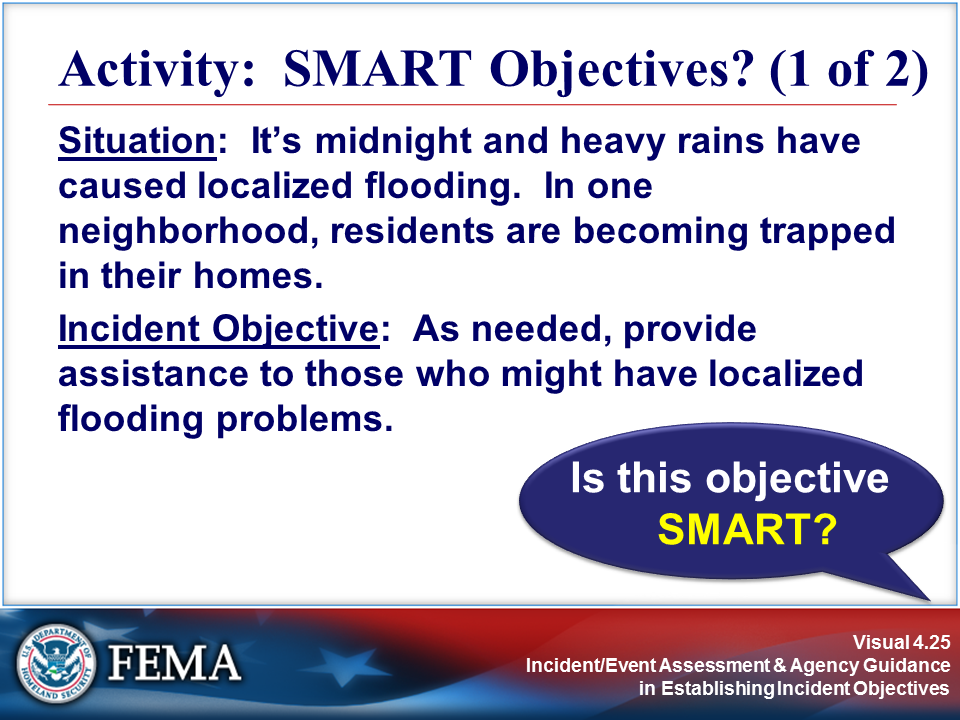 Activity:  SMART Objectives? (1 of 2)
Situation:  It’s midnight and heavy rains have
caused localized flooding.  In one
neighborhood, residents are becoming trapped
in their homes.
Incident Objective:  As needed, provide
assistance to those who might have localized
flooding problems.
Is this objective
SMART?
U.S. DEPARTMENT OF
HOMELAND SECURITY
FEMA
Visual 4.25
Incident/Event Assessment & Agency Guidance
in Establishing Incident Objectives